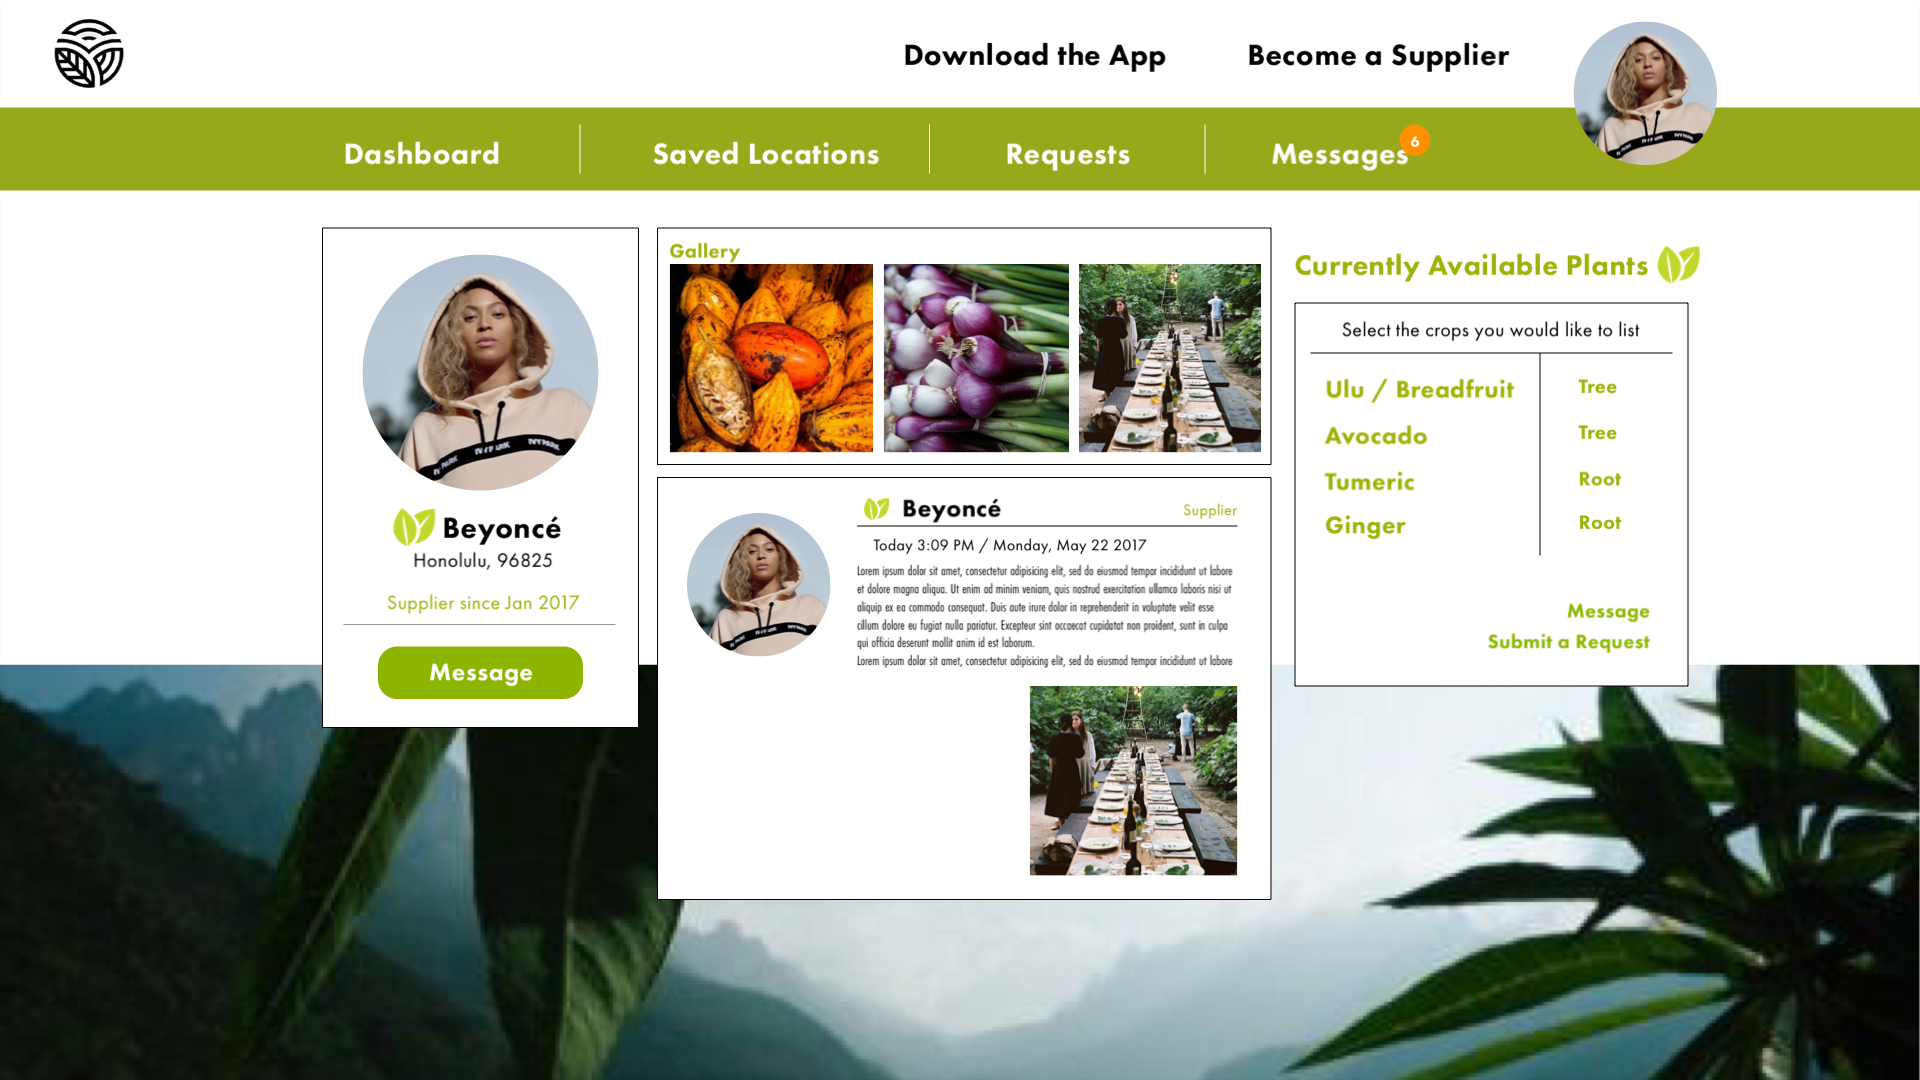 Download the App
Become a Supplier
Dashboard
Saved Locations
Requests
Messages
6
IVY PARK
Beyoncé
Honolulu, 96825
Supplier since Jan 2017
Message
Gallery
Beyoncé
Supplier
Today 3:09 PM / Monday, May 22 2017
Lorem ipsum dolor sit amet, consectetur adipisicing elit, sed do eiusmod tempor incididunt ut labore
et dolore magna aliqua. Ut enim ad minim veniam, quis nostrud exercitation ullamco laboris nisi ut
aliquip ex ea commodo consequat. Duis aute irure dolor in reprehenderit in voluptate velit esse
cillum dolore eu fugiat nulla pariatur. Excepteur sint occaecat cupidatat non proident, sunt in culpa
qui officia deserunt mollit anim id est laborum.
Lorem ipsum dolor sit amet, consectetur adipisicing elit, sed do eiusmod tempor incididunt ut labore
Currently Available Plants
Select the crops you would like to list
Ulu / Breadfruit Tree
Avocado Tree
Tumeric Root
Ginger Root
Message
Submit a Request